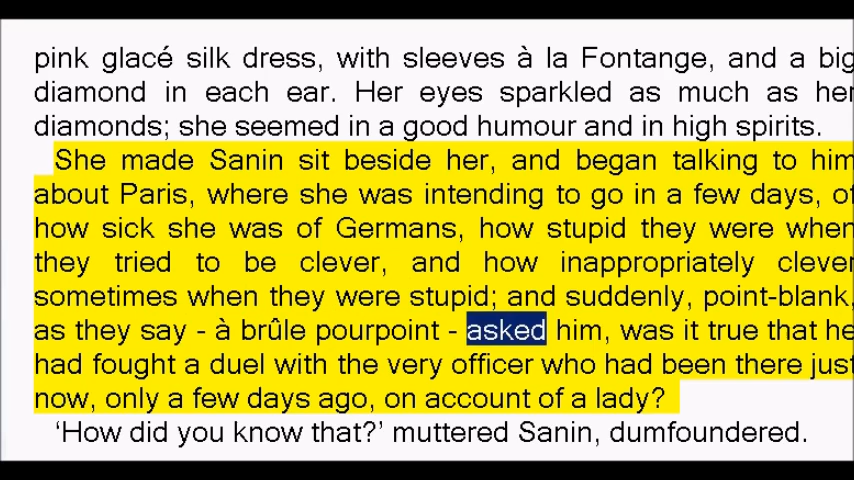 pink glacé silk dress, with sleeves à la Fontange, and a big
diamond in each ear. Her eyes sparkled as much as her
diamonds; she seemed in a good humour and in high spirits.
She made Sanin sit beside her, and began talking to him
about Paris, where she was intending to go in a few days, of
how sick she was of Germans, how stupid they were when
they tried to be clever, and how inappropriately clever
sometimes when they were stupid; and suddenly, point-blank,
as they say - à brûle pourpoint - asked him, was it true that he
had fought a duel with the very officer who had been there just
now, only a few days ago, on account of a lady?
‘How did you know that?’ muttered Sanin, dumfoundered.